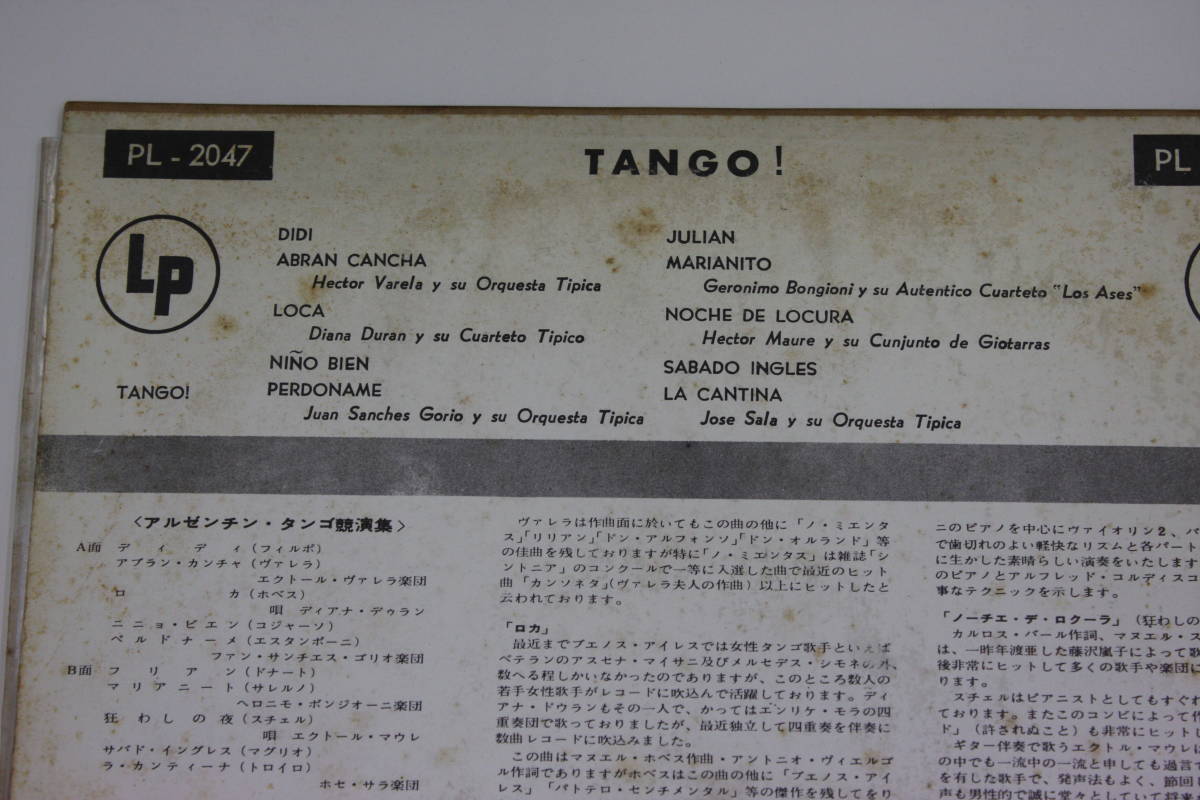 PL - 2047
TANGO !
PL
LP
TANGO!
DIDI
ABRAN CANCHA
Hector Varela y su Orquesta Tipica
LOCA
Diana Duran y su Cuarteto Tipico
NIÑO BIEN
PERDONAME
Juan Sanches Gorio y su Orquesta Tipica
JULIAN
MARIANITO
Geronimo Bongioni y su Autentico Cuarteto "Los Ases"
NOCHE DE LOCURA
Hector Maure y su Cunjunto de Giotarras
SABADO INGLES
LA CANTINA
Jose Sala y su Orquesta Tipica
〈アルゼンチン・タンゴ競演集〉
A面 ディディ(フィルポ)
アブラン・カンチャ(ヴァレラ)
エクトール・ヴァレラ楽団
ロカ(ホベス)
唄 ディアナ・デゥラン
ニニョ・ビエン(コジャーソ)
ペルドナーメ(エスタンポーニ)
ファン・サンチエス・ゴリオ楽団
B面 フリアン(ドナート)
マリアニート(サレルノ)
ヘロニモ・ボンジオーニ楽団
狂わしの夜(スチェル)
唄 エクトール・マウレ
サバド・イングレス(マグリオ)
ラ・カンティーナ(トロイロ)
ホセ・サラ楽団
ヴァレラは作曲面に於いてもこの曲の他に「ノ・ミエンタ
ス」「リリアン」「ドン・アルフォンソ」「ドン・オルランド」等
の佳曲を残しておりますが特に「ノ・ミエンタス」は雑誌「シ
ントニア」のコンクールで一等に入選した曲で最近のヒット
曲「カンソネタ」(ヴァレラ夫人の作曲)以上にヒットしたと
云われております。
「ロカ」
最近までブエノス・アイレスでは女性タンゴ歌手といえば
ベテランのアスセナ・マイサニ及びメルセデス・シモネの外、
数へる程しかいなかったのでありますが、このところ数人の
若手女性歌手がレコードに吹込んで活躍しております。ディ
アナ・ドウランもその一人で、かってはエンリケ・モラの四
重奏団で歌っておりましたが、最近独立して四重奏を伴奏に
数曲レコードに吹込みました。
この曲はマヌエル・ホベス作曲・アントニオ・ヴィエルゴ
ル作詞でありますがホベスはこの曲の他に「ブエノス・アイ
レス」「パトテロ・センチメンタル」等の傑作を残してをり
ニのピアノを中心にヴァイオリン2、バ
で歯切れのよい軽快なリズムと各パート
に生かした素晴らしい演奏をいたします
のピアノとアルフレッド・コルディスコ
事なテクニックを示します。
「ノーチエ・デ・ロクーラ」(狂わしの
カルロス・バール作詞、マヌエル・ス
は、一昨年渡亜した藤沢嵐子によって歌
後非常にヒットして多くの歌手や楽団に
ります。
スチェルはピアニストとしてもすぐれ
ております。またこのコンビによって作
ド」(許されぬこと)も非常にヒットし
ギター伴奏で歌うエクトル・マウレは
の中でも一流中の一流と申しても過言で
を有した歌手で、発声法もよく、節回し
声も男性的で誠に堂々としていて将来